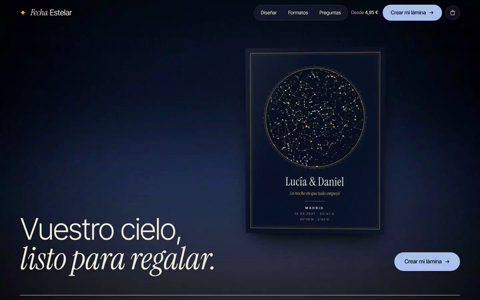 Fecha Estelar
Diseñar Formatos Preguntas Desde 4,95 € Crear mi lámina →
Lucía & Daniel
La noche en que todo empezó
MADRID
Vuestro cielo,
listo para regalar.
Crear mi lámina →